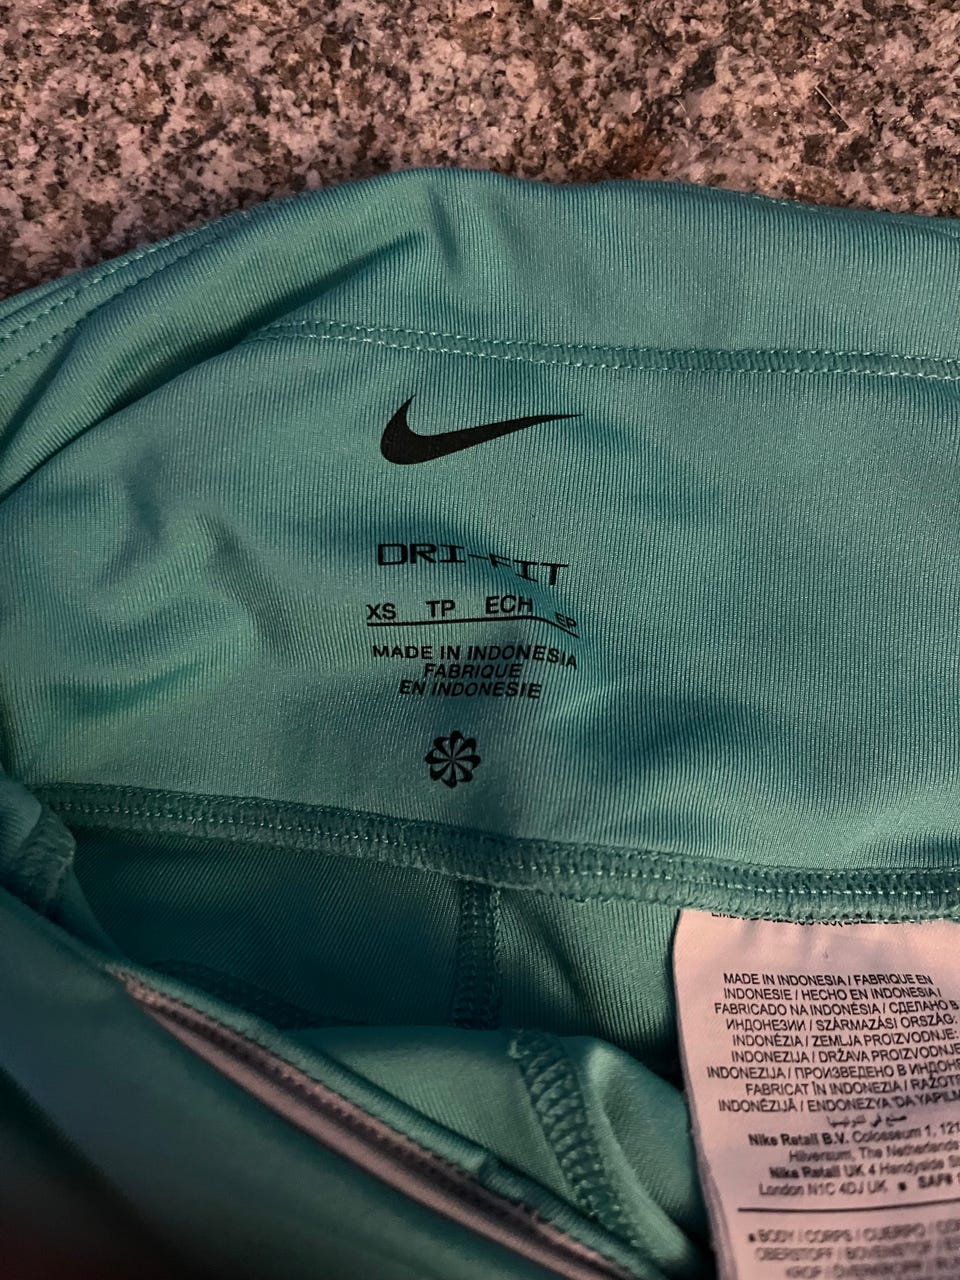 DRI-FIT
XS TP ECH EP
MADE IN INDONESIA
FABRIQUE
EN INDONESIE
MADE IN INDONESIA / FABRIQUE EN
INDONESIE / HECHO EN INDONESIA /
FABRICADO NA INDONÉSIA / СДЕЛАНО В
ИНДОНЕЗИИ / SZÁRMAZÁSI ORSZÁG:
INDONÉZIA / ZEMLJA PROIZVODNJE:
INDONEZIJA / DRŽAVA PROIZVODNJE
INDONEZIJA / ПРОИЗВЕДЕНО В
FABRICAT ÎN INDONEZIA /
INDONĒZIJĀ / ENDONEZYA 'DA
Nike Retail B.V. Colosseum 1,
Hilversum, The Netherlands
Nike Retail UK 4 Handyside
London N1C 4DJ UK ■ SAF#
■ BODY / CORPS / CUERPO /
OBERSTOFF / BOVENSTOF